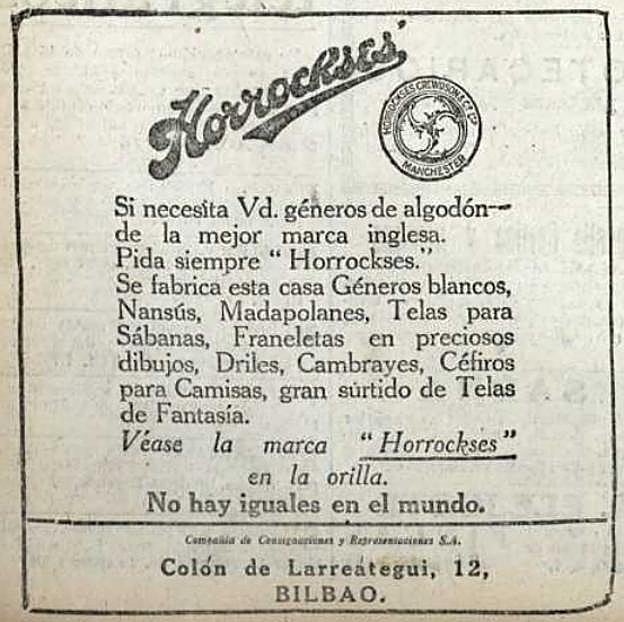 Horrockses'
HORROCKSES, CREWDSON & Cº Lº
MANCHESTER
Si necesita Vd. géneros de algodón--
de la mejor marca inglesa.
Pida siempre "Horrockses."
Se fabrica esta casa Géneros blancos,
Nansús, Madapolanes, Telas para
Sábanas, Franeletas en preciosos
dibujos, Driles, Cambrayes, Céfiros
para Camisas, gran súrtido de Telas
de Fantasía.
Véase la marca "Horrockses"
en la orilla.
No hay iguales en el mundo.
Compañía de Consignaciones y Representaciones S.A.
Colón de Larreátegui, 12,
BILBAO.